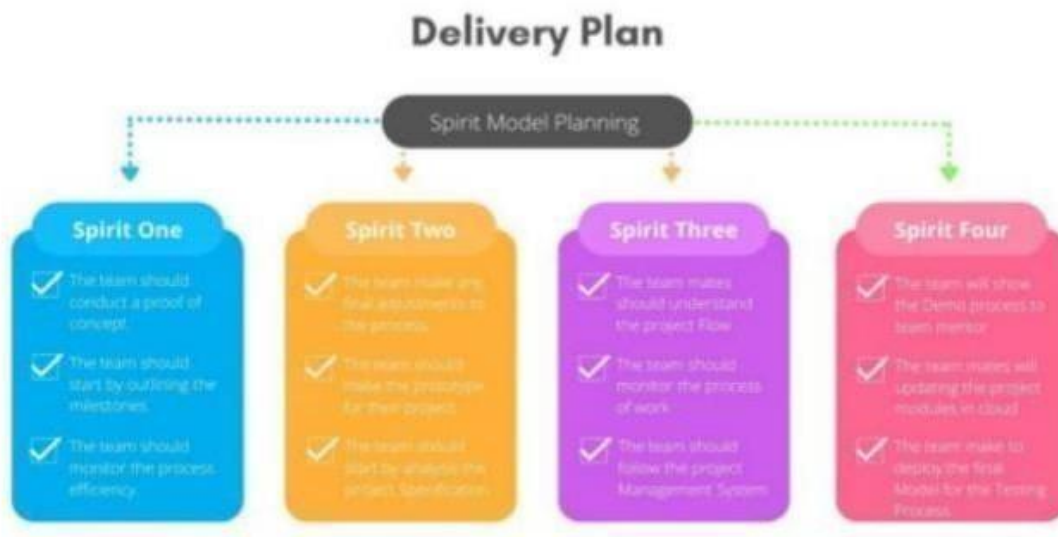 Delivery Plan
Spirit Model Planning
Spirit One
The team should
conduct a proof of
concept.
The team should
start by outlining the
milestones.
The team should
monitor the process
efficiency.
Spirit Two
The team make any
final adjustments to
the process
The team should
make the prototype
for their project
The team should
start by analysis the
project Specification
Spirit Three
The team mates
should understand
the project Flow
The team should
monitor the process
of work
The team should
follow the project
Management System
Spirit Four
The team will show
the Demo process to
team mentor
The team mates will
updating the project
modules in cloud
The team make to
deploy the final
Model for the Testing
Process